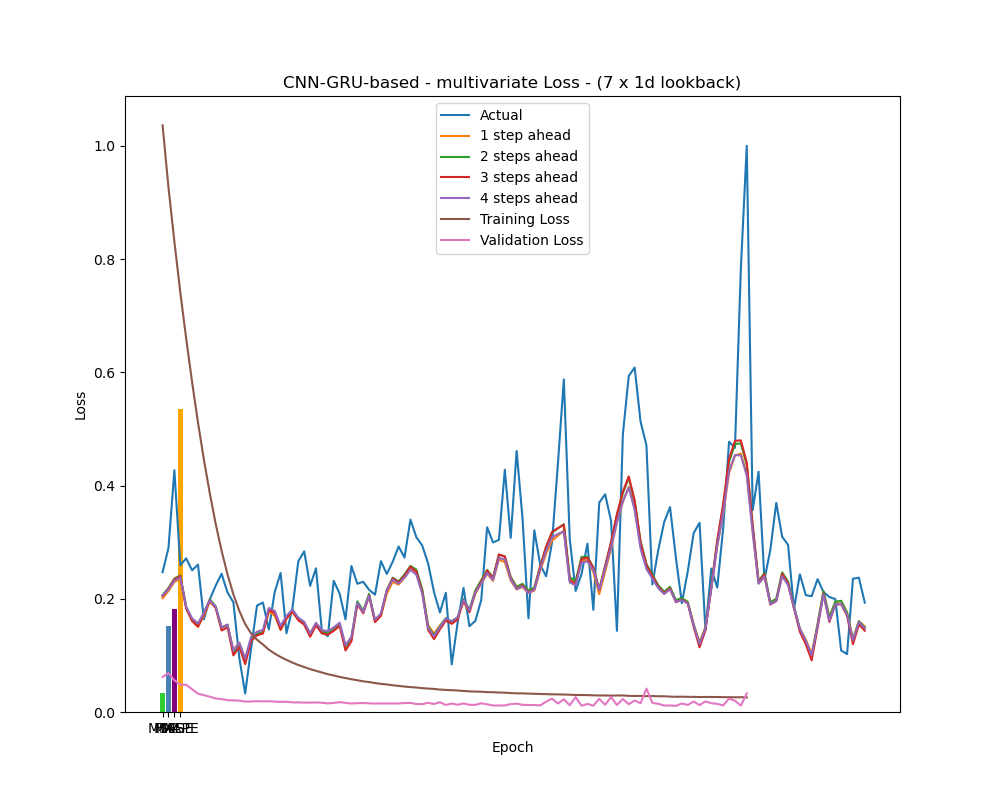 CNN-GRU-based - multivariate Loss - (7 x 1d lookback)
Actual
1 step ahead
2 steps ahead
3 steps ahead
4 steps ahead
Training Loss
Validation Loss
1.0
0.8
0.6
0.4
0.2
0.0
Loss
Epoch